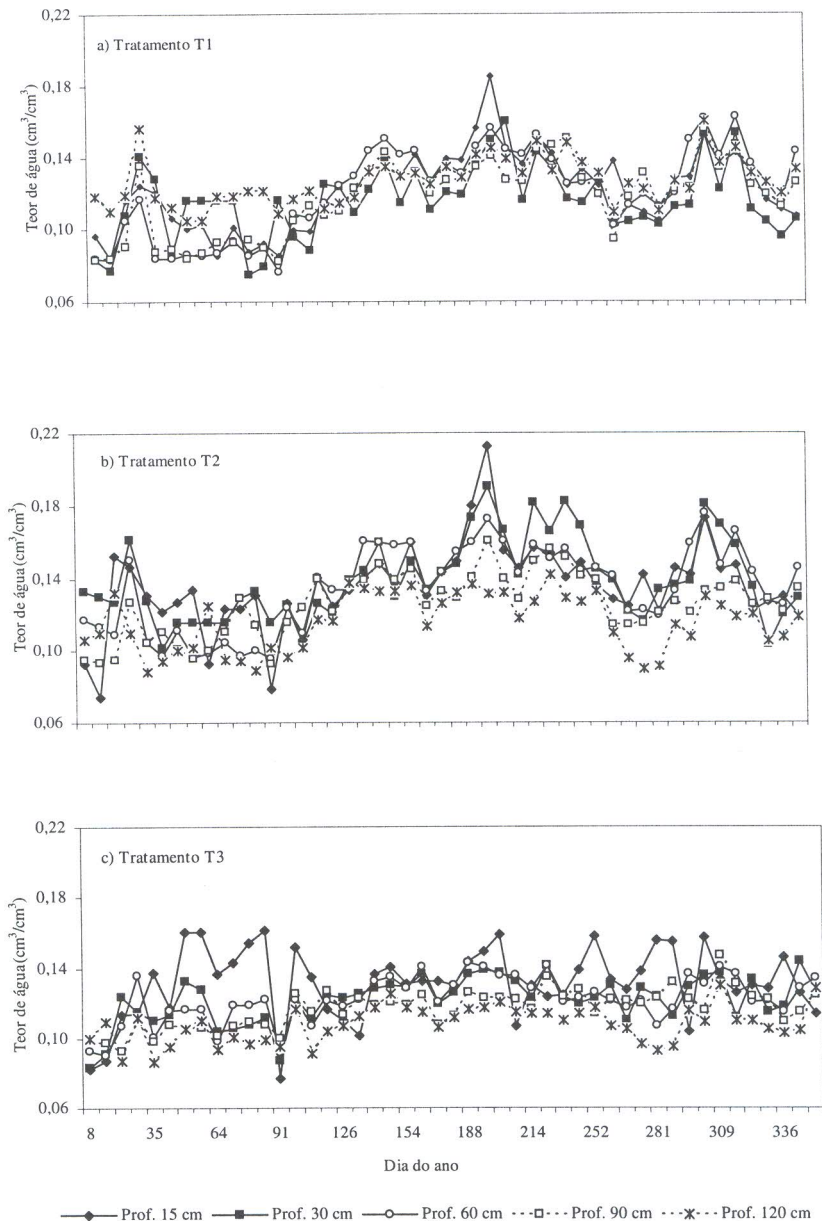 0,22
a) Tratamento T1
0,18
0,14
0,10
0,06
Teor de água (cm³/cm³)
0,22
b) Tratamento T2
0,18
0,14
0,10
0,06
Teor de água (cm³/cm³)
0,22
c) Tratamento T3
0,18
0,14
0,10
0,06
Teor de água (cm³/cm³)
8 35 64 91 126 154 188 214 252 281 309 336
Dia do ano
Prof. 15 cm Prof. 30 cm Prof. 60 cm Prof. 90 cm Prof. 120 cm